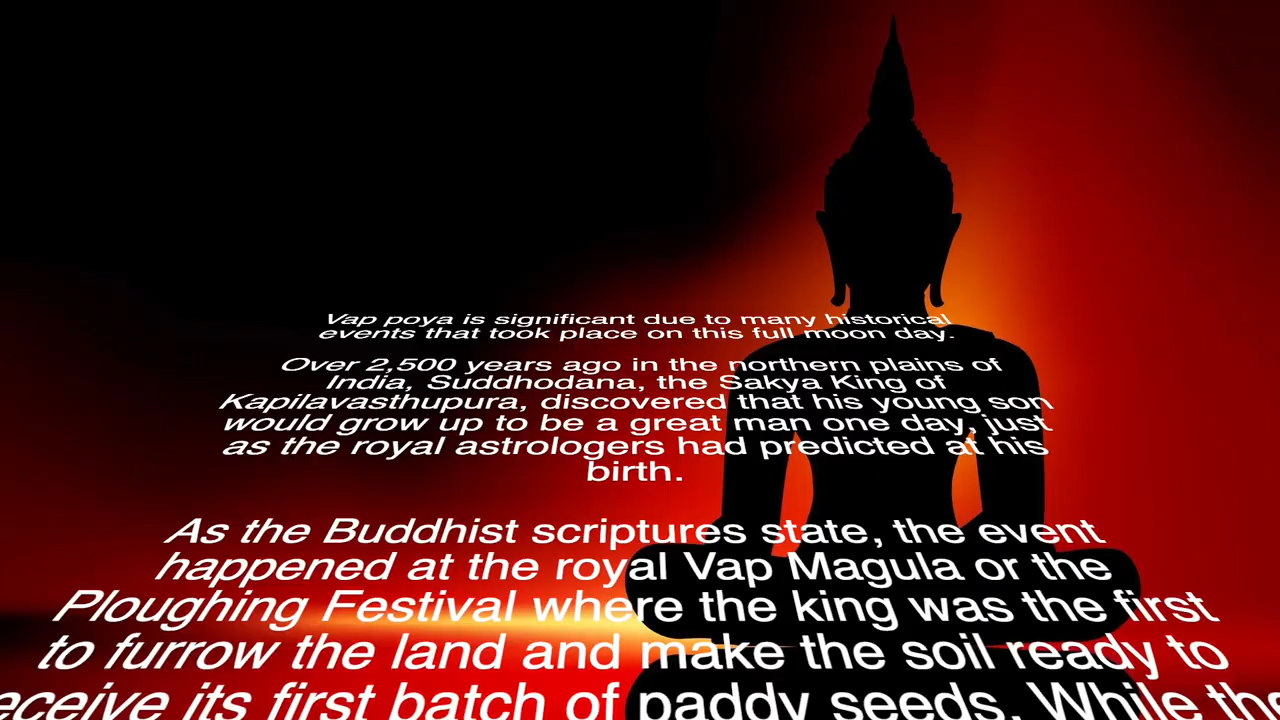 Vap poya is significant due to many historical
events that took place on this full moon day.
Over 2,500 years ago in the northern plains of
India, Suddhodana, the Sakya King of
Kapilavasthupura, discovered that his young son
would grow up to be a great man one day, just
as the royal astrologers had predicted at his
birth.
As the Buddhist scriptures state, the event
happened at the royal Vap Magula or the
Ploughing Festival where the king was the first
to furrow the land and make the soil ready to
its first batch of paddy seeds. While